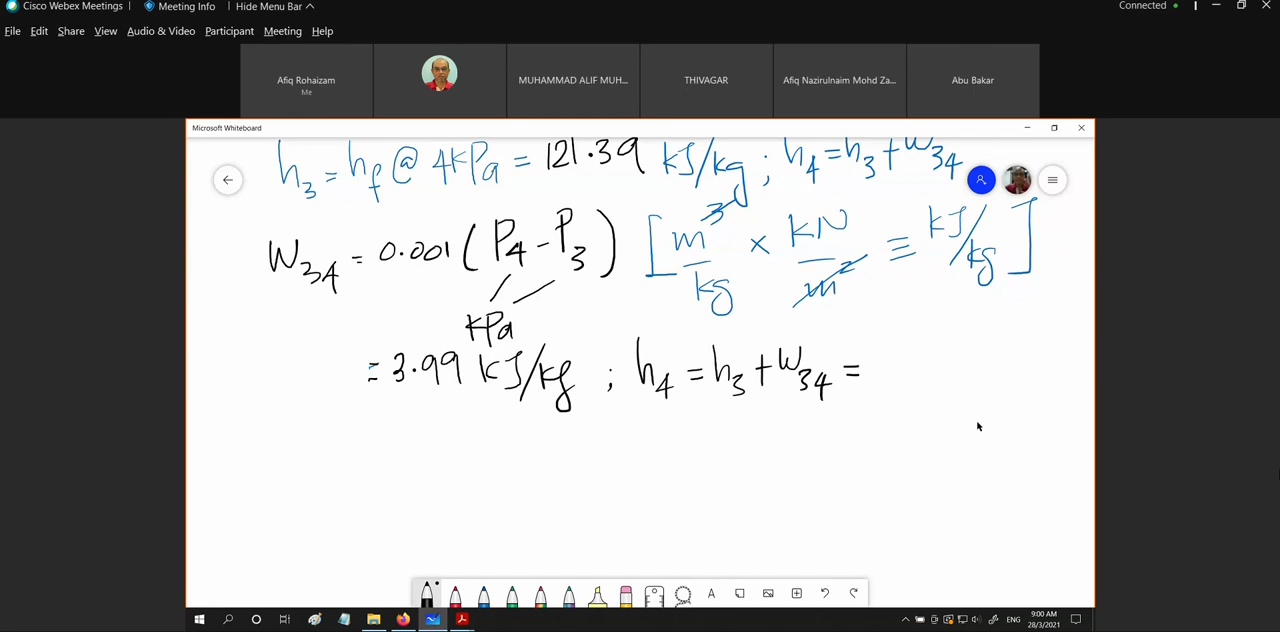 Cisco Webex Meetings | Meeting Info | Hide Menu Bar
Connected
File Edit Share View Audio & Video Participant Meeting Help
Afiq Rohaizam
Me
MUHAMMAD ALIF MUH...
THIVAGAR
Afiq Nazirulnaim Mohd Za...
Abu Bakar
Microsoft Whiteboard
h₃ = hf @ 4kPa = 121.39 kJ/kg ; h₄ = h₃ + W₃₄
W₃₄ = 0.001 (P₄ - P₃) [m³/kg × kN/m² ≡ kJ/kg]
kPa
= 3.99 kJ/kg ; h₄ = h₃ + W₃₄ =
A
ENG
9:00 AM
28/3/2021